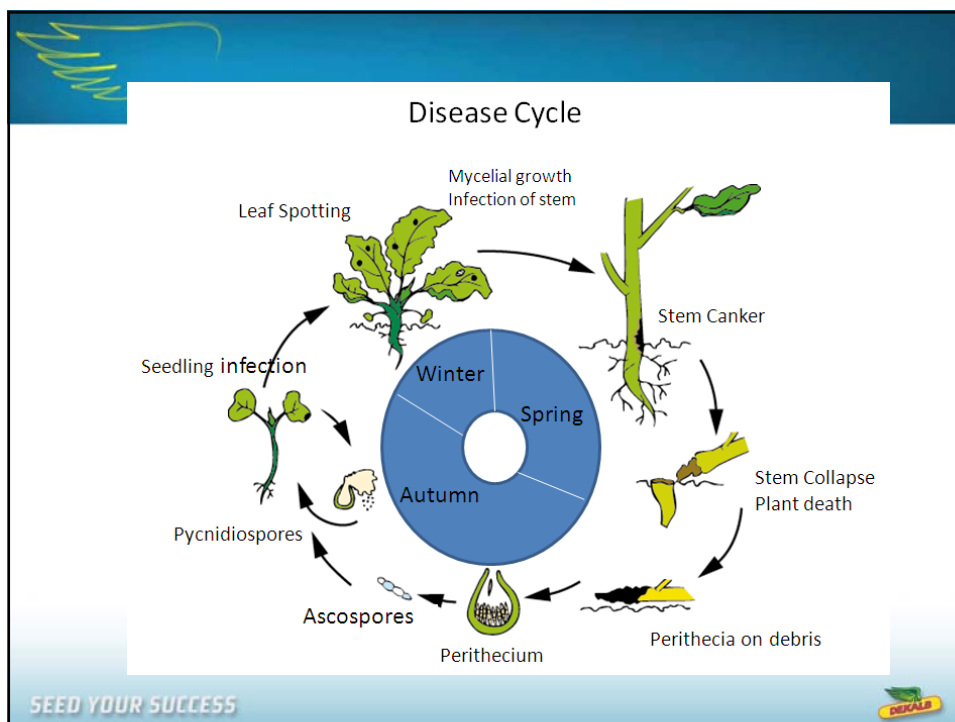 Disease Cycle
Mycelial growth
Infection of stem
Leaf Spotting
Stem Canker
Seedling infection
Winter
Spring
Autumn
Stem Collapse
Plant death
Pycnidiospores
Ascospores
Perithecium
Perithecia on debris
SEED YOUR SUCCESS
DEKALB